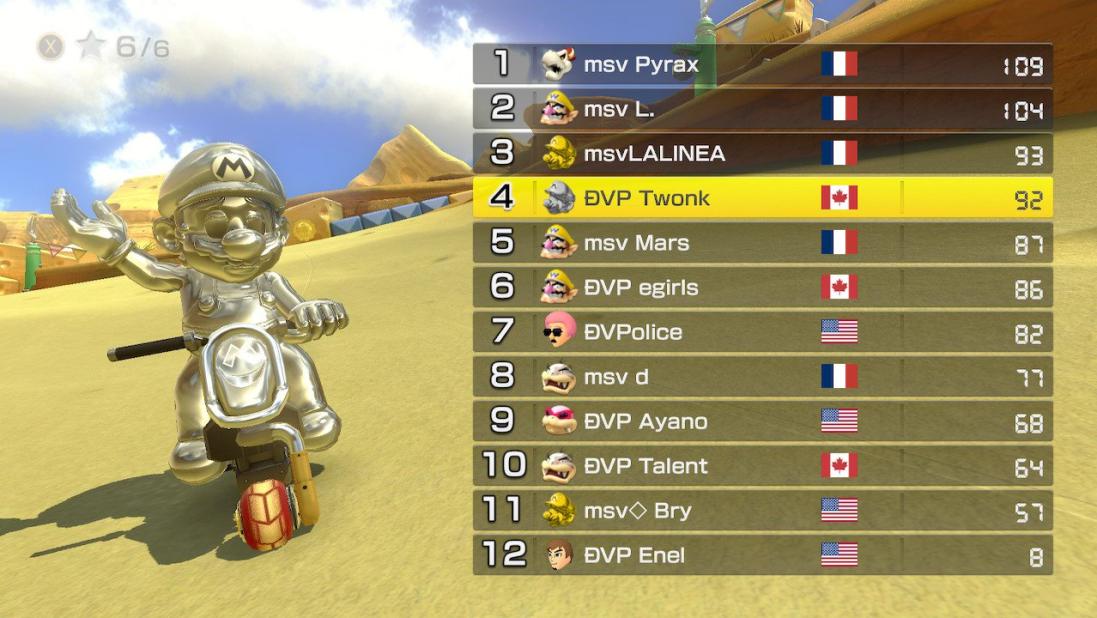 X 6/6
1 msv Pyrax 109
2 msv L. 104
3 msvLALINEA 93
4 ĐVP Twonk 92
5 msv Mars 87
6 ĐVP egirls 86
7 ĐVPolice 82
8 msv d 77
9 ĐVP Ayano 68
10 ĐVP Talent 64
11 msv◇ Bry 57
12 ĐVP Enel 8
M
M